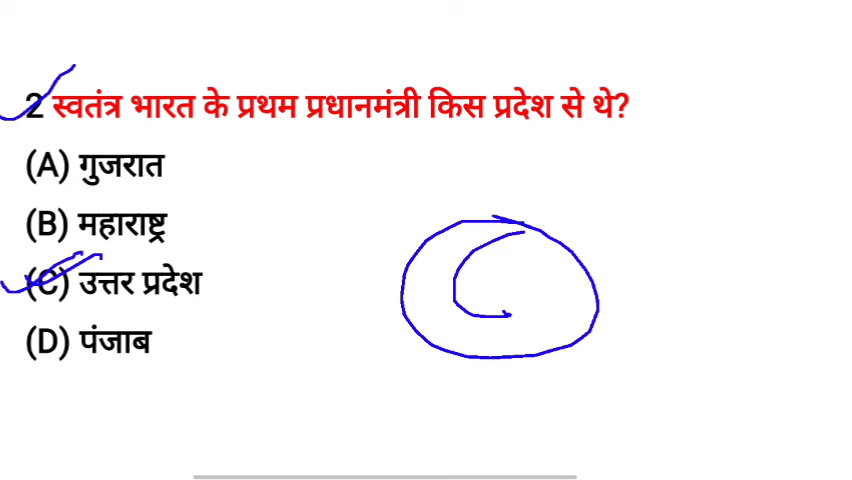 2 स्वतंत्र भारत के प्रथम प्रधानमंत्री किस प्रदेश से थे?
(A) गुजरात
(B) महाराष्ट्र
(C) उत्तर प्रदेश
C
(D) पंजाब